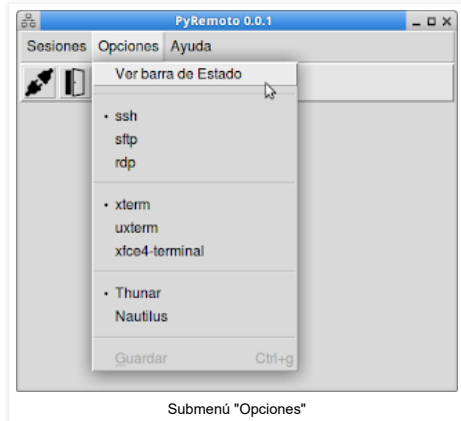 PyRemoto 0.0.1
Sesiones Opciones Ayuda
Ver barra de Estado
• ssh
sftp
rdp
• xterm
uxterm
xfce4-terminal
• Thunar
Nautilus
Guardar Ctrl+g
Submenú "Opciones"